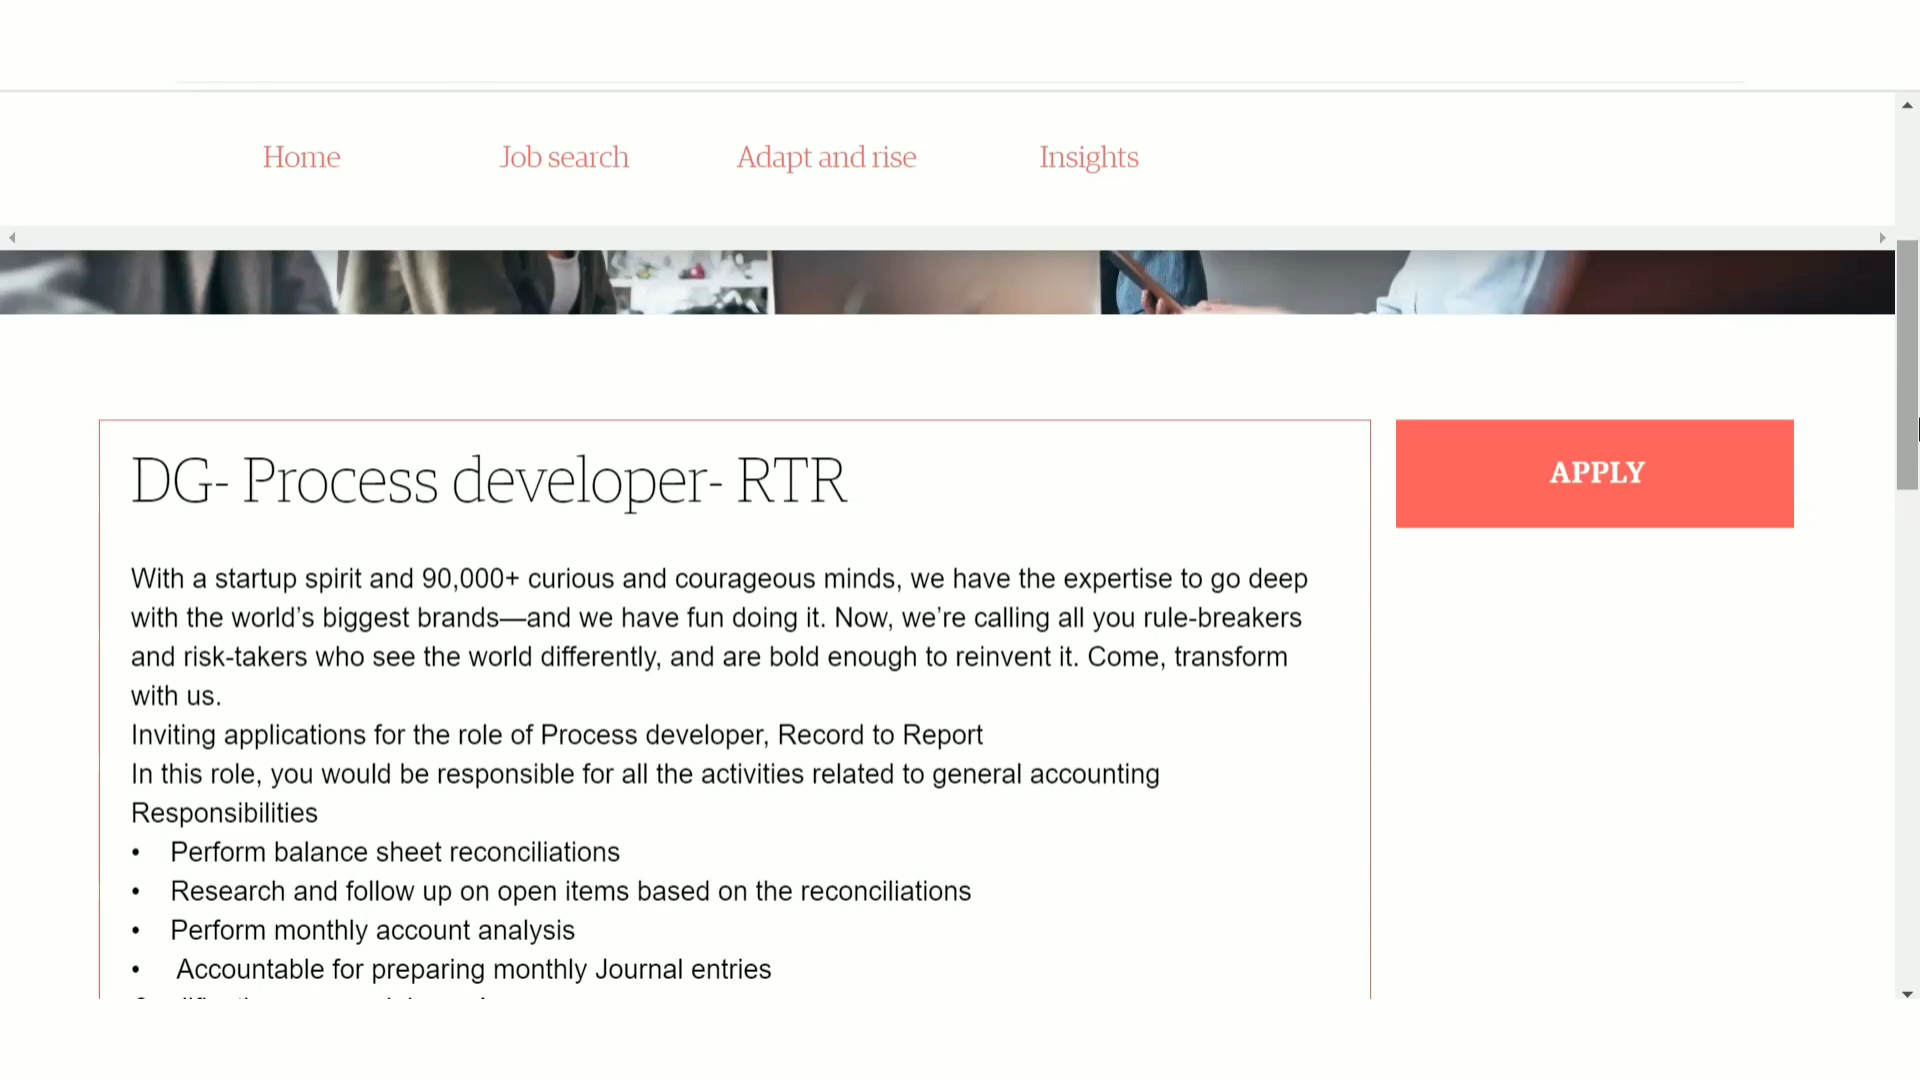 Home Job search Adapt and rise Insights
DG- Process developer- RTR
APPLY
With a startup spirit and 90,000+ curious and courageous minds, we have the expertise to go deep
with the world’s biggest brands—and we have fun doing it. Now, we’re calling all you rule-breakers
and risk-takers who see the world differently, and are bold enough to reinvent it. Come, transform
with us.
Inviting applications for the role of Process developer, Record to Report
In this role, you would be responsible for all the activities related to general accounting
Responsibilities
• Perform balance sheet reconciliations
• Research and follow up on open items based on the reconciliations
• Perform monthly account analysis
• Accountable for preparing monthly Journal entries